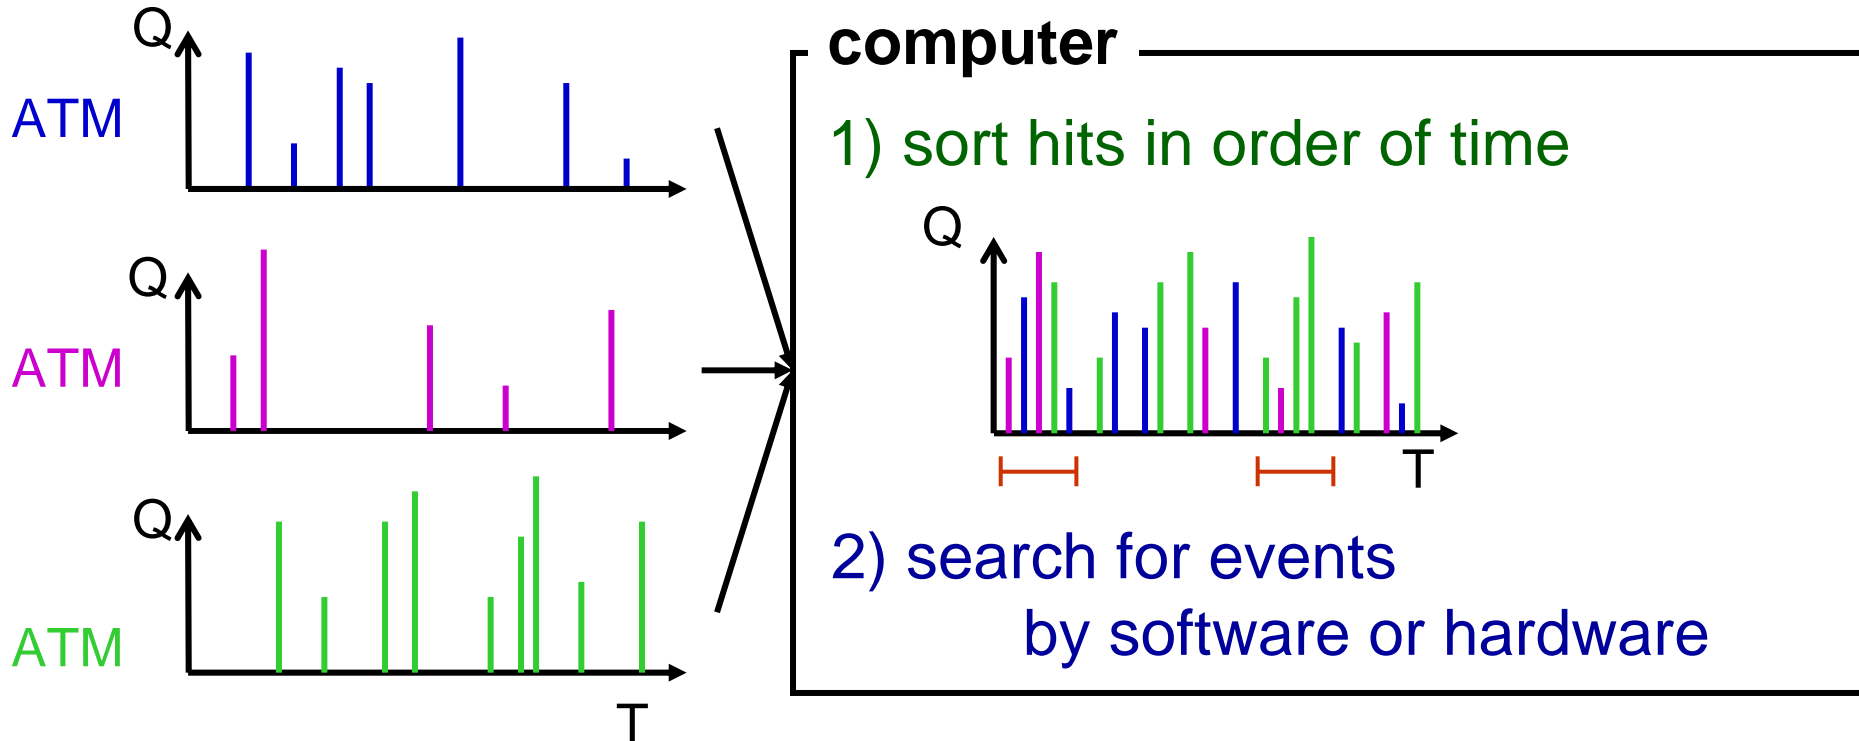 Q
ATM
Q
ATM
Q
ATM
T
computer
1) sort hits in order of time
Q
T
2) search for events
by software or hardware